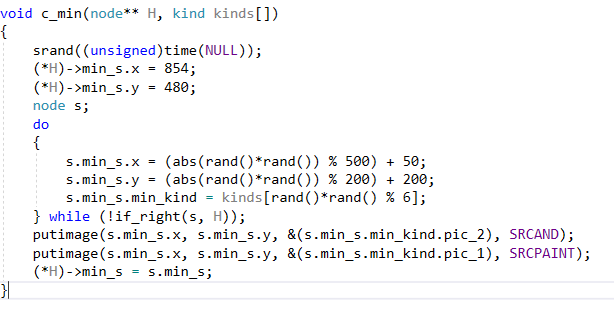 void c_min(node** H, kind kinds[])
{
    srand((unsigned)time(NULL));
    (*H)->min_s.x = 854;
    (*H)->min_s.y = 480;
    node s;
    do
    {
        s.min_s.x = (abs(rand()*rand()) % 500) + 50;
        s.min_s.y = (abs(rand()*rand()) % 200) + 200;
        s.min_s.min_kind = kinds[rand()*rand() % 6];
    } while (!if_right(s, H));
    putimage(s.min_s.x, s.min_s.y, &(s.min_s.min_kind.pic_2), SRCAND);
    putimage(s.min_s.x, s.min_s.y, &(s.min_s.min_kind.pic_1), SRCPAINT);
    (*H)->min_s = s.min_s;
}